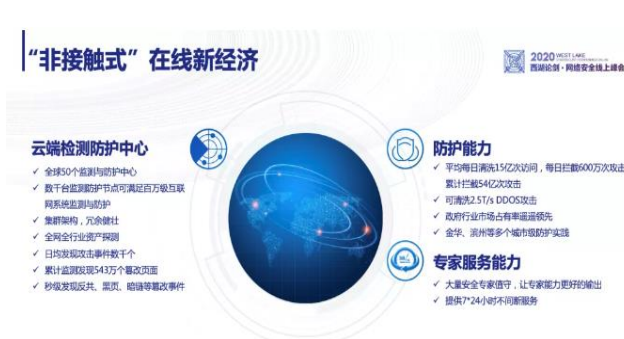 “非接触式”在线新经济
2020 WEST LAKE
西湖论剑·网络安全线上峰会
云端检测防护中心
✓ 全球50个监测与防护中心
✓ 数千台监测防护节点可满足百万级互联
网系统监测与防护
✓ 集群架构，冗余健壮
✓ 全网全行业资产探测
✓ 日均发现攻击事件数千个
✓ 累计监测发现543万个篡改页面
✓ 秒级发现反共、黑页、暗链等篡改事件
防护能力
✓ 平均每日清洗15亿次访问，每日拦截600万次攻击
累计拦截54亿次攻击
✓ 可清洗2.5T/s DDOS攻击
✓ 政府行业市场占有率遥遥领先
✓ 金华、滨州等多个城市级防护实践
专家服务能力
✓ 大量安全专家值守，让专家能力更好的输出
✓ 提供7*24小时不间断服务